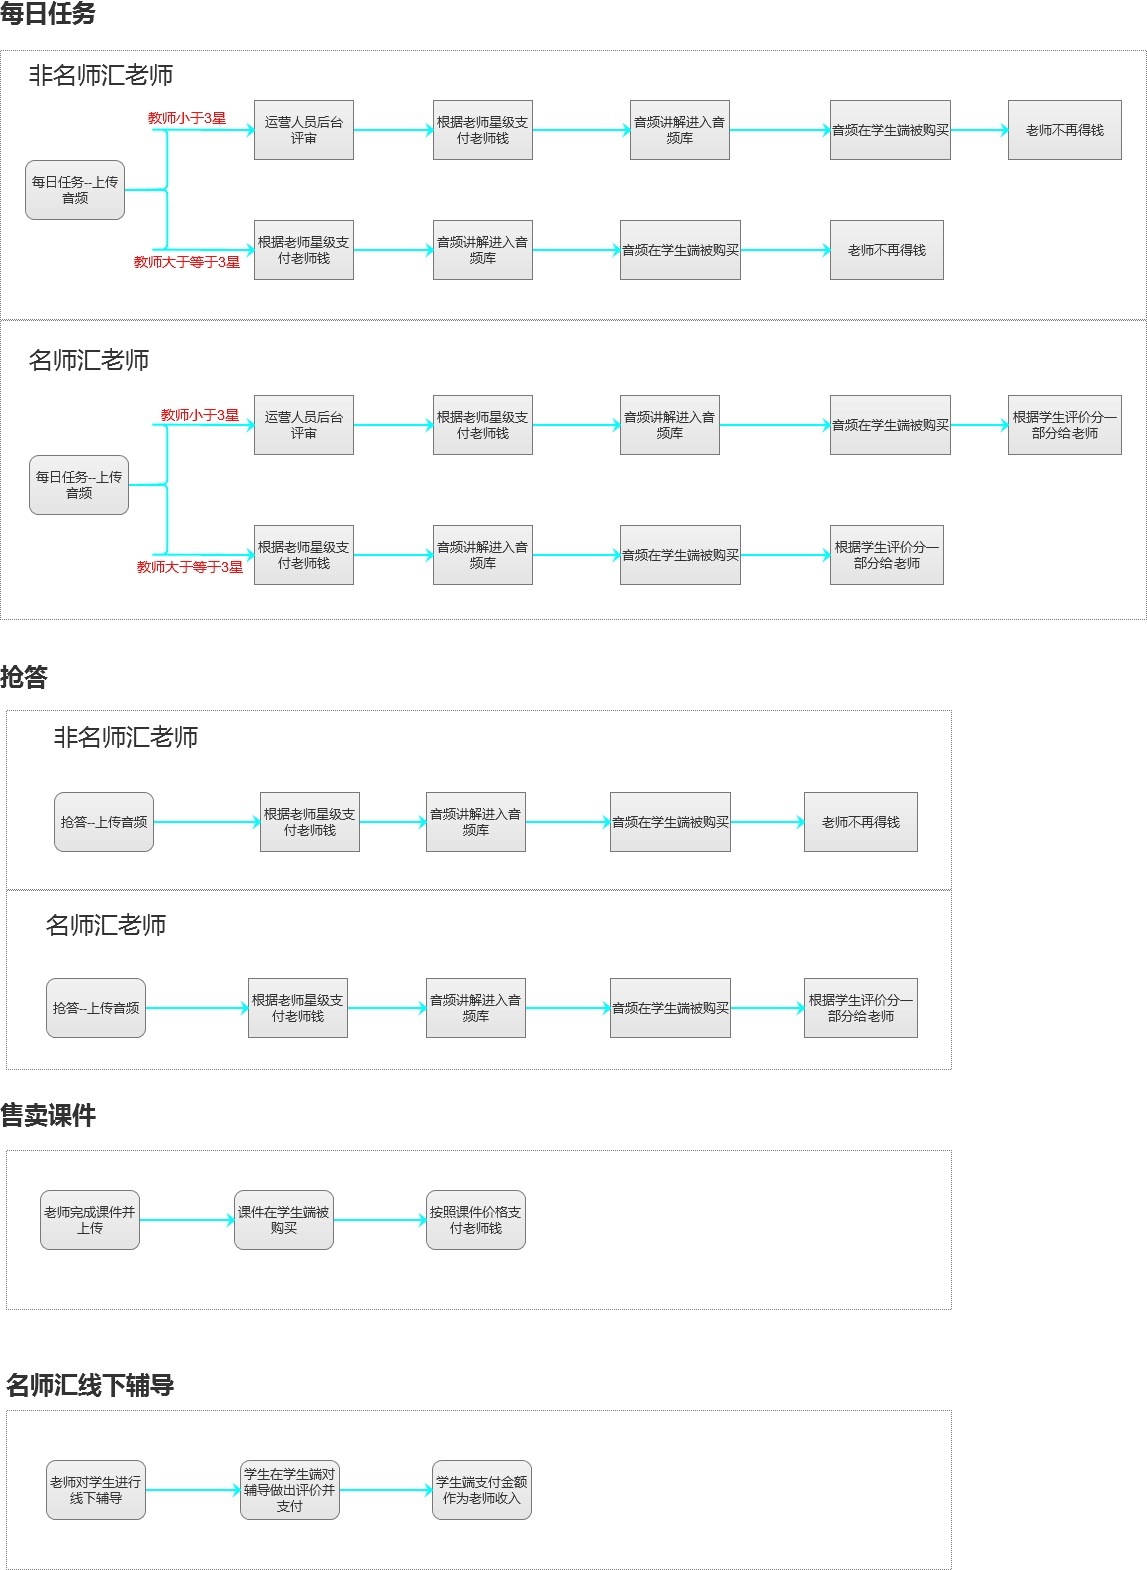 每日任务
非名师汇老师
教师小于3星
运营人员后台
评审
根据老师星级支
付老师钱
音频讲解进入音
频库
音频在学生端被购买
老师不再得钱
每日任务--上传
音频
教师大于等于3星
根据老师星级支
付老师钱
音频讲解进入音
频库
音频在学生端被购买
老师不再得钱
名师汇老师
教师小于3星
运营人员后台
评审
根据老师星级支
付老师钱
音频讲解进入音
频库
音频在学生端被购买
根据学生评价分一
部分给老师
每日任务--上传
音频
教师大于等于3星
根据老师星级支
付老师钱
音频讲解进入音
频库
音频在学生端被购买
根据学生评价分一
部分给老师
抢答
非名师汇老师
抢答--上传音频
根据老师星级支
付老师钱
音频讲解进入音
频库
音频在学生端被购买
老师不再得钱
名师汇老师
抢答--上传音频
根据老师星级支
付老师钱
音频讲解进入音
频库
音频在学生端被购买
根据学生评价分一
部分给老师
售卖课件
老师完成课件并
上传
课件在学生端被
购买
按照课件价格支
付老师钱
名师汇线下辅导
老师对学生进行
线下辅导
学生在学生端对
辅导做出评价并
支付
学生端支付金额
作为老师收入